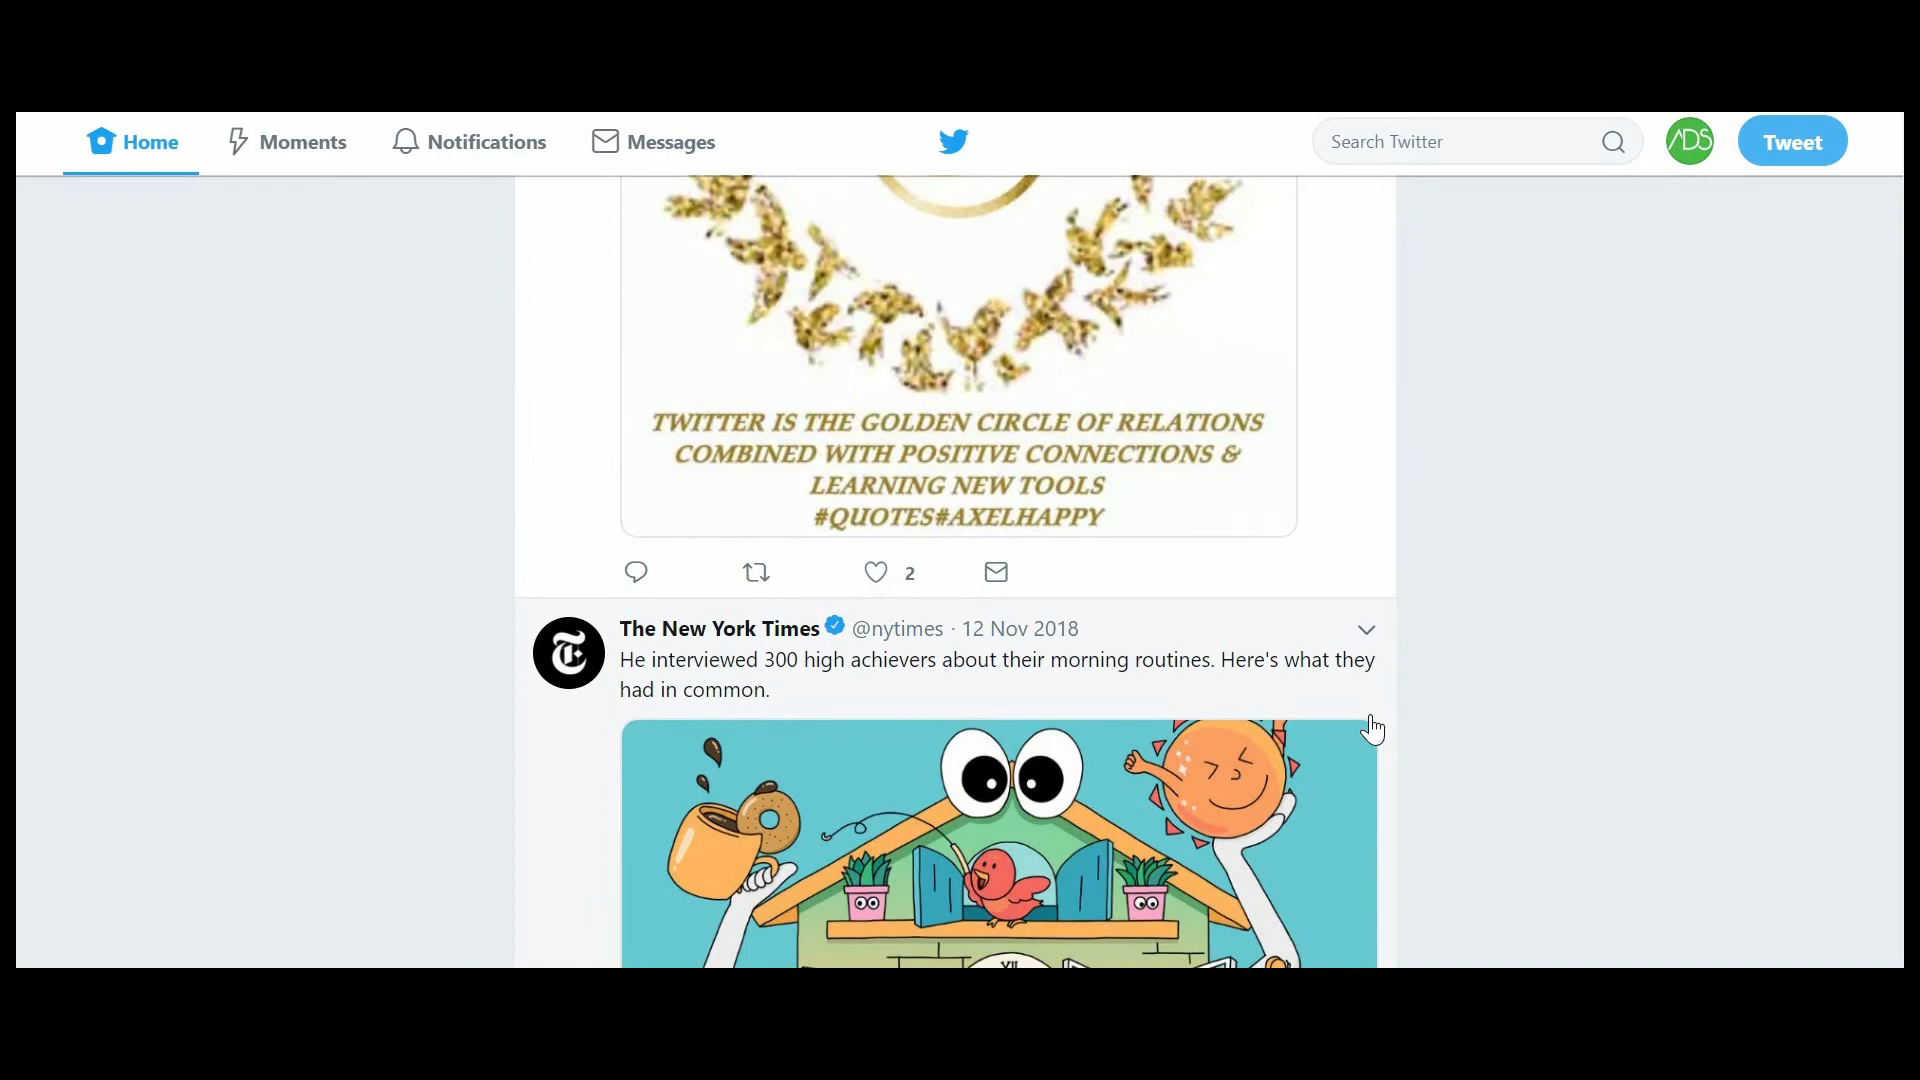 Home Moments Notifications Messages Search Twitter ADS Tweet
TWITTER IS THE GOLDEN CIRCLE OF RELATIONS
COMBINED WITH POSITIVE CONNECTIONS &
LEARNING NEW TOOLS
#QUOTES#AXELHAPPY
2
The New York Times @nytimes · 12 Nov 2018
He interviewed 300 high achievers about their morning routines. Here's what they
had in common.
XII